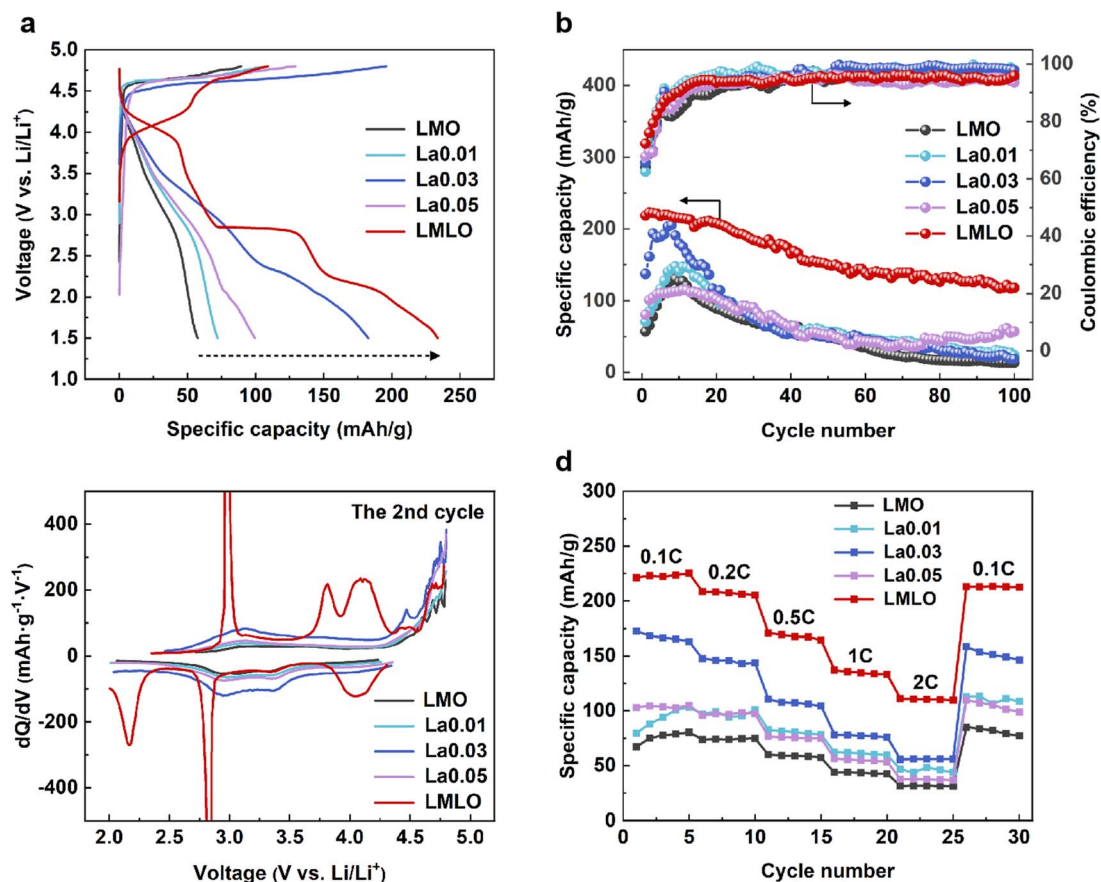 a
5.0
4.5
4.0
3.5
3.0
2.5
2.0
1.5
1.0
Voltage (V vs. Li/Li⁺)
LMO
La0.01
La0.03
La0.05
LMLO
0 50 100 150 200 250
Specific capacity (mAh/g)
b
400
300
200
100
0
Specific capacity (mAh/g)
100
80
60
40
20
0
Coulombic efficiency (%)
LMO
La0.01
La0.03
La0.05
LMLO
0 20 40 60 80 100
Cycle number
400
200
0
-200
-400
dQ/dV (mAh·g⁻¹·V⁻¹)
The 2nd cycle
LMO
La0.01
La0.03
La0.05
LMLO
2.0 2.5 3.0 3.5 4.0 4.5 5.0
Voltage (V vs. Li/Li⁺)
d
300
250
200
150
100
50
0
Specific capacity (mAh/g)
LMO
La0.01
La0.03
La0.05
LMLO
0.1C
0.2C
0.5C
1C
2C
0.1C
0 5 10 15 20 25 30
Cycle number